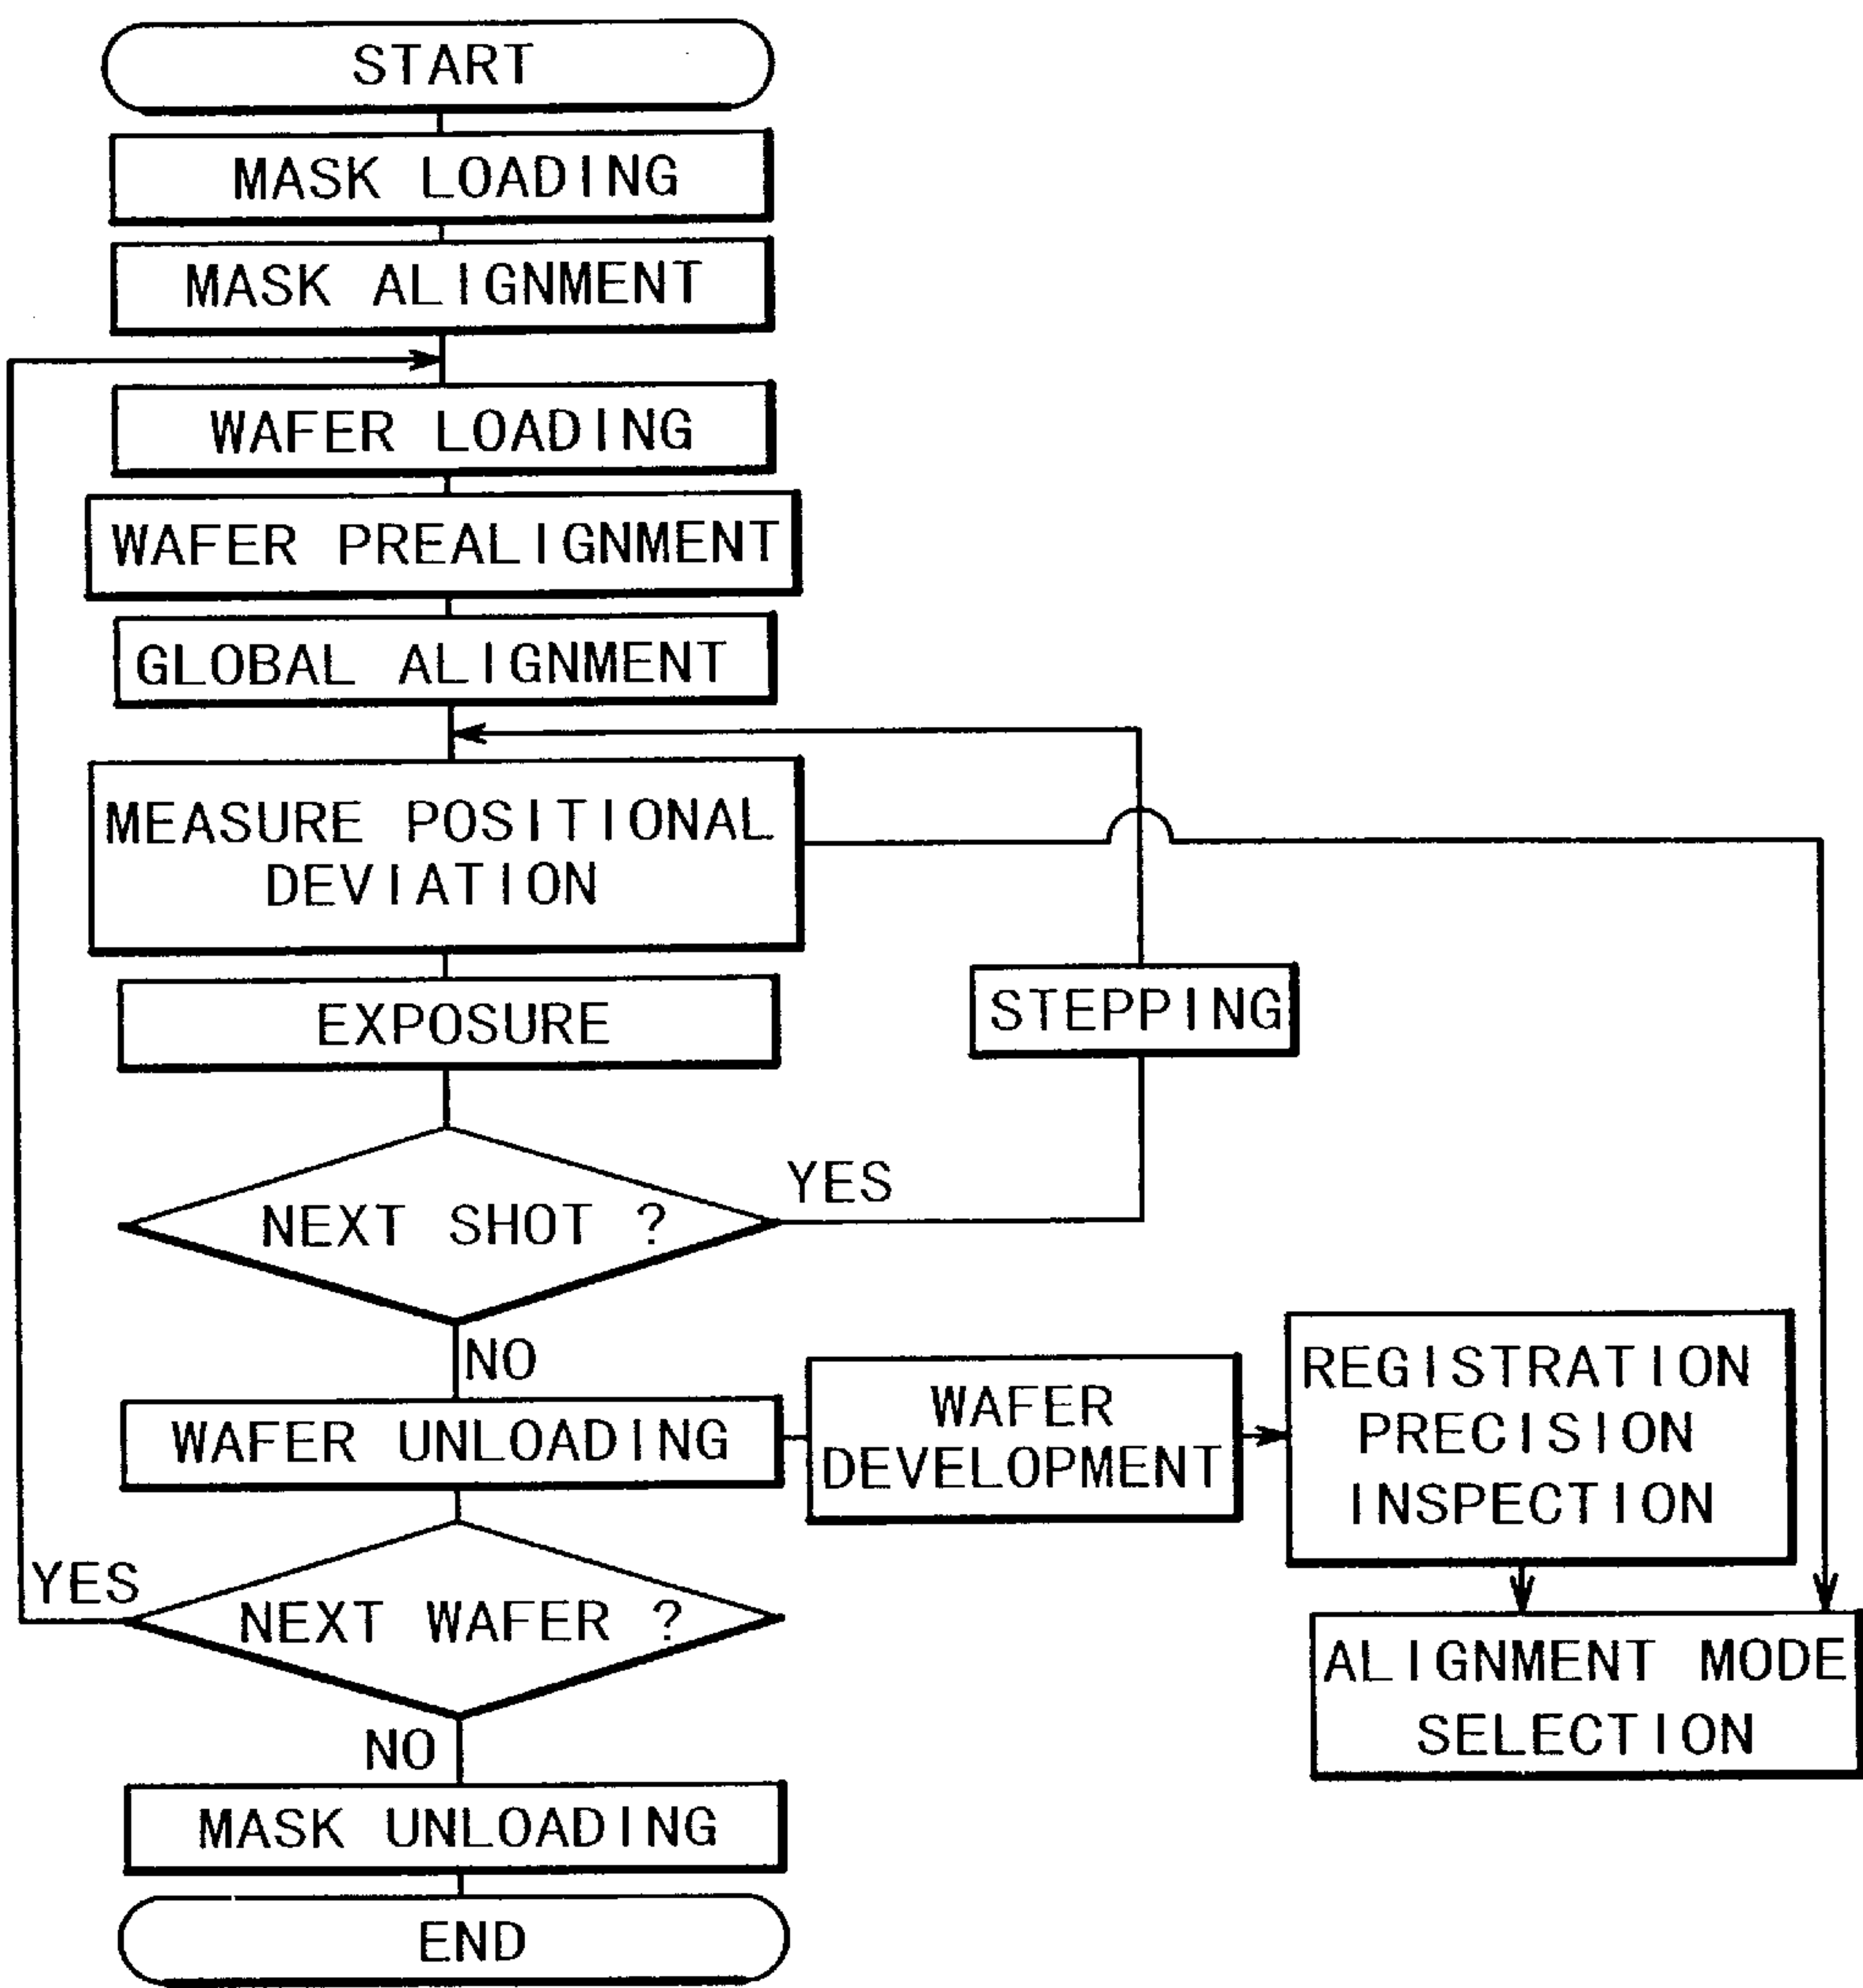 START
MASK LOADING
MASK ALIGNMENT
WAFER LOADING
WAFER PREALIGNMENT
GLOBAL ALIGNMENT
MEASURE POSITIONAL
DEVIATION
EXPOSURE
STEPPING
YES
NEXT SHOT ?
NO
WAFER UNLOADING
WAFER
DEVELOPMENT
REGISTRATION
PRECISION
INSPECTION
YES
NEXT WAFER ?
ALIGNMENT MODE
SELECTION
NO
MASK UNLOADING
END